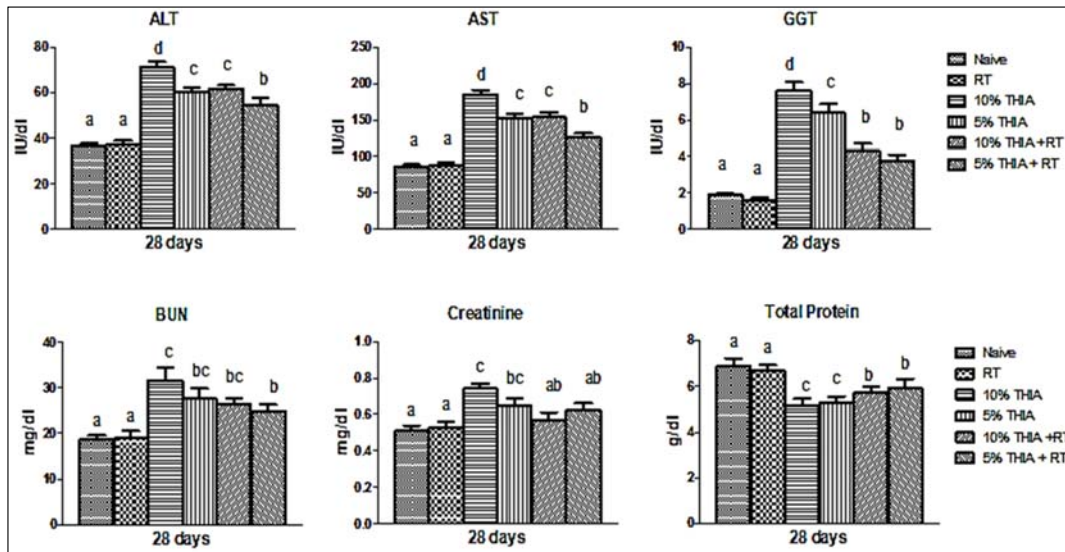 ALT
80
60
40
20
0
IU/dl
a a d c c b
28 days
AST
250
200
150
100
50
0
IU/dl
a a d c c b
28 days
GGT
10
8
6
4
2
0
IU/dl
a a d c b b
28 days
Naive
RT
10% THIA
5% THIA
10% THIA +RT
5% THIA + RT
BUN
40
30
20
10
0
mg/dl
a a c bc bc b
28 days
Creatinine
1.0
0.8
0.6
0.4
0.2
0.0
mg/dl
a a c bc ab ab
28 days
Total Protein
8
6
4
2
0
g/dl
a a c c b b
28 days
Naive
RT
10% THIA
5% THIA
10% THIA +RT
5% THIA + RT